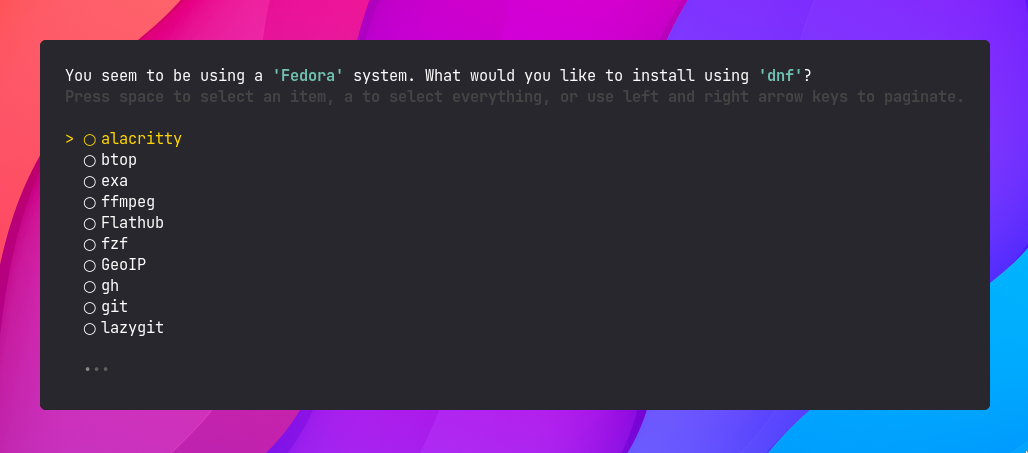 You seem to be using a 'Fedora' system. What would you like to install using 'dnf'?
Press space to select an item, a to select everything, or use left and right arrow keys to paginate.
> ○ alacritty
○ btop
○ exa
○ ffmpeg
○ Flathub
○ fzf
○ GeoIP
○ gh
○ git
○ lazygit
•••